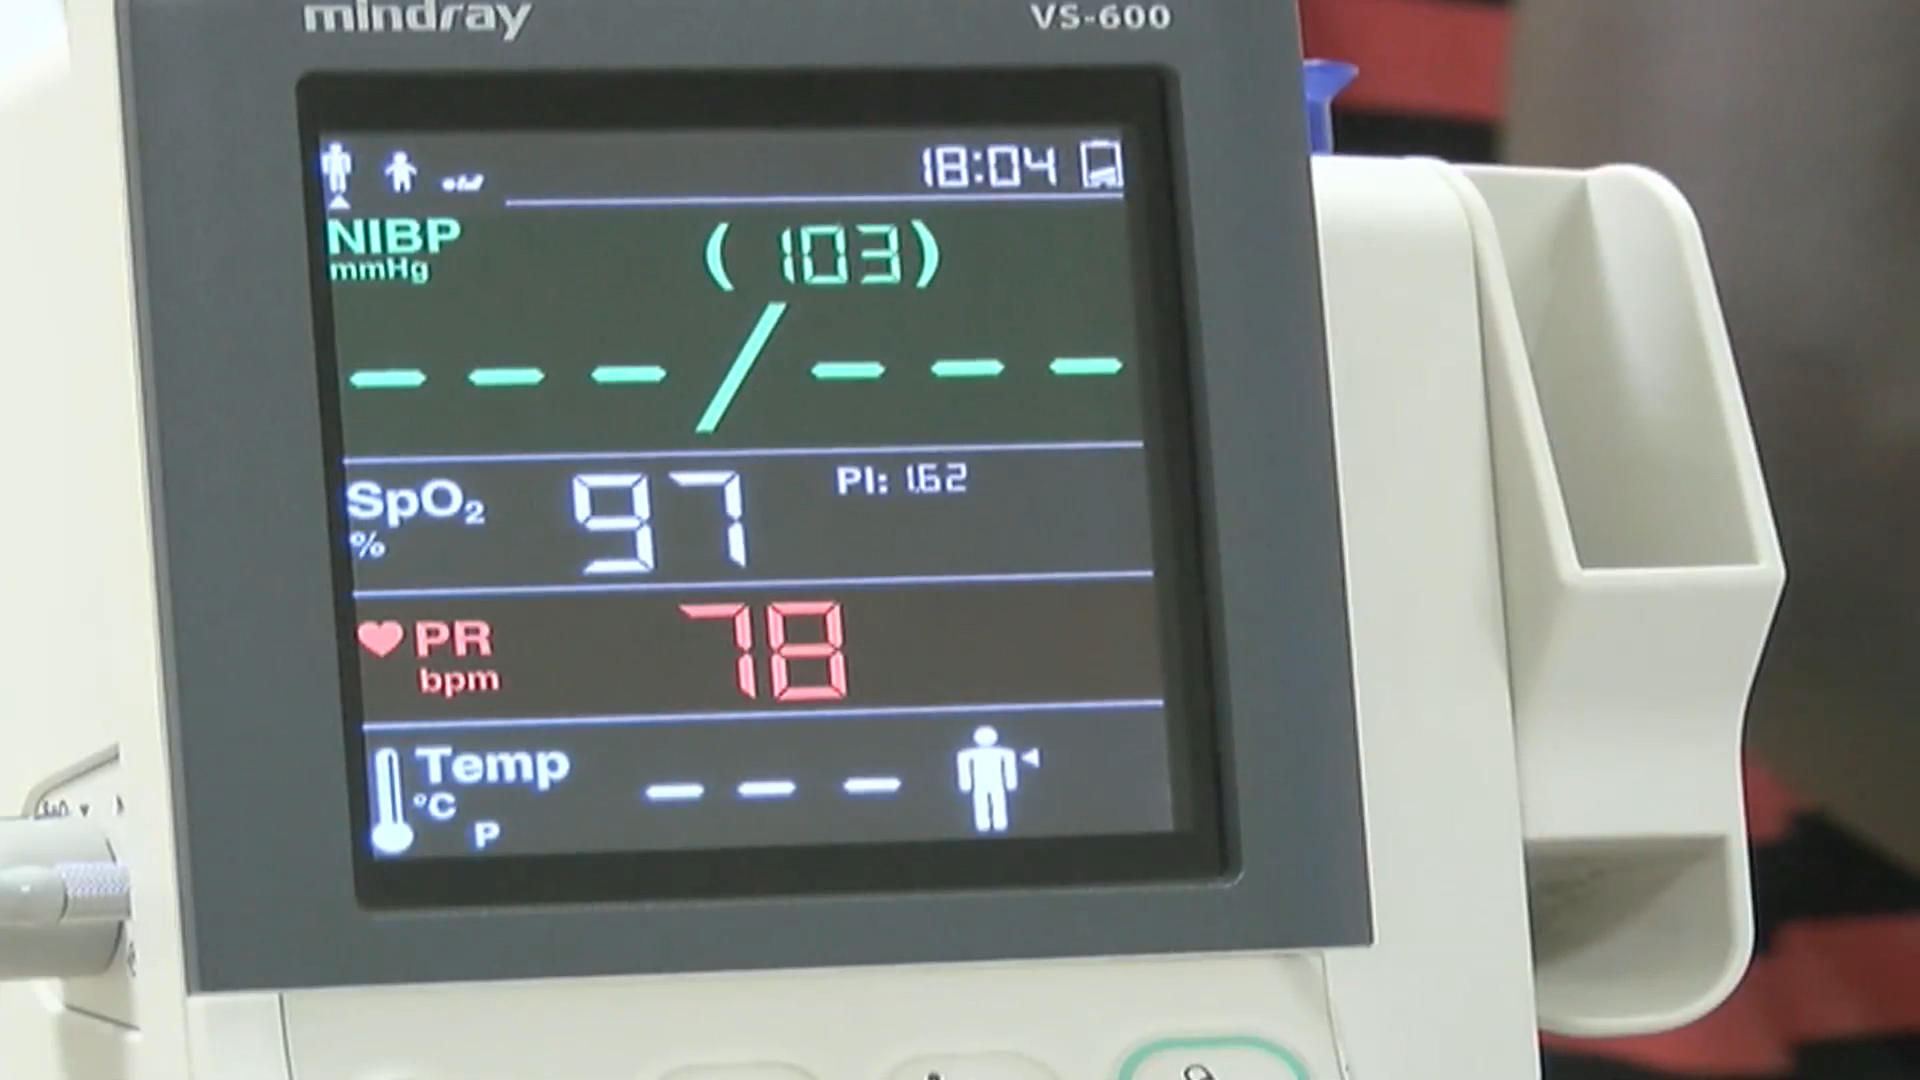 mindray VS-600
18:04
NIBP (103)
mmHg
- - - / - - -
SpO₂ 97 PI: 1.62
%
PR 78
bpm
Temp - - -
°C
P